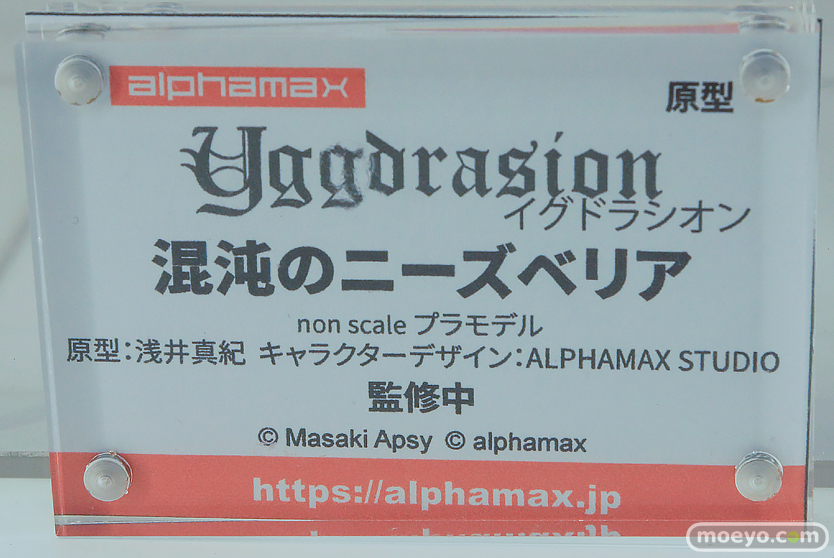 alphamax
原型
Yggdrasion
イグドラシオン
混沌のニーズベリア
non scale プラモデル
原型：浅井真紀 キャラクターデザイン：ALPHAMAX STUDIO
監修中
© Masaki Apsy © alphamax
https://alphamax.jp
moeyo.com